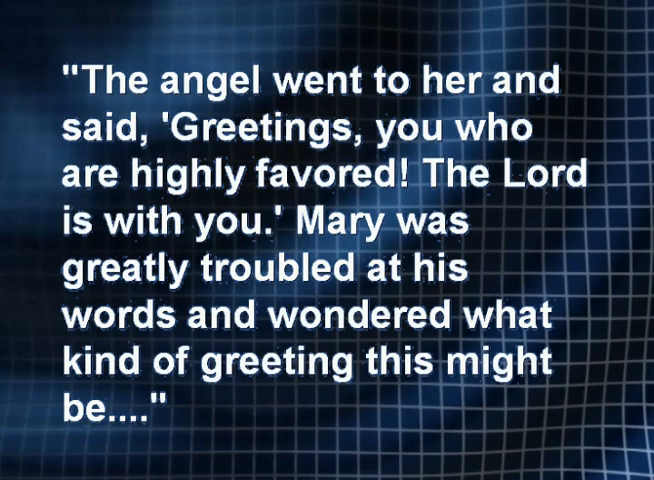 "The angel went to her and
said, 'Greetings, you who
are highly favored! The Lord
is with you.' Mary was
greatly troubled at his
words and wondered what
kind of greeting this might
be...."